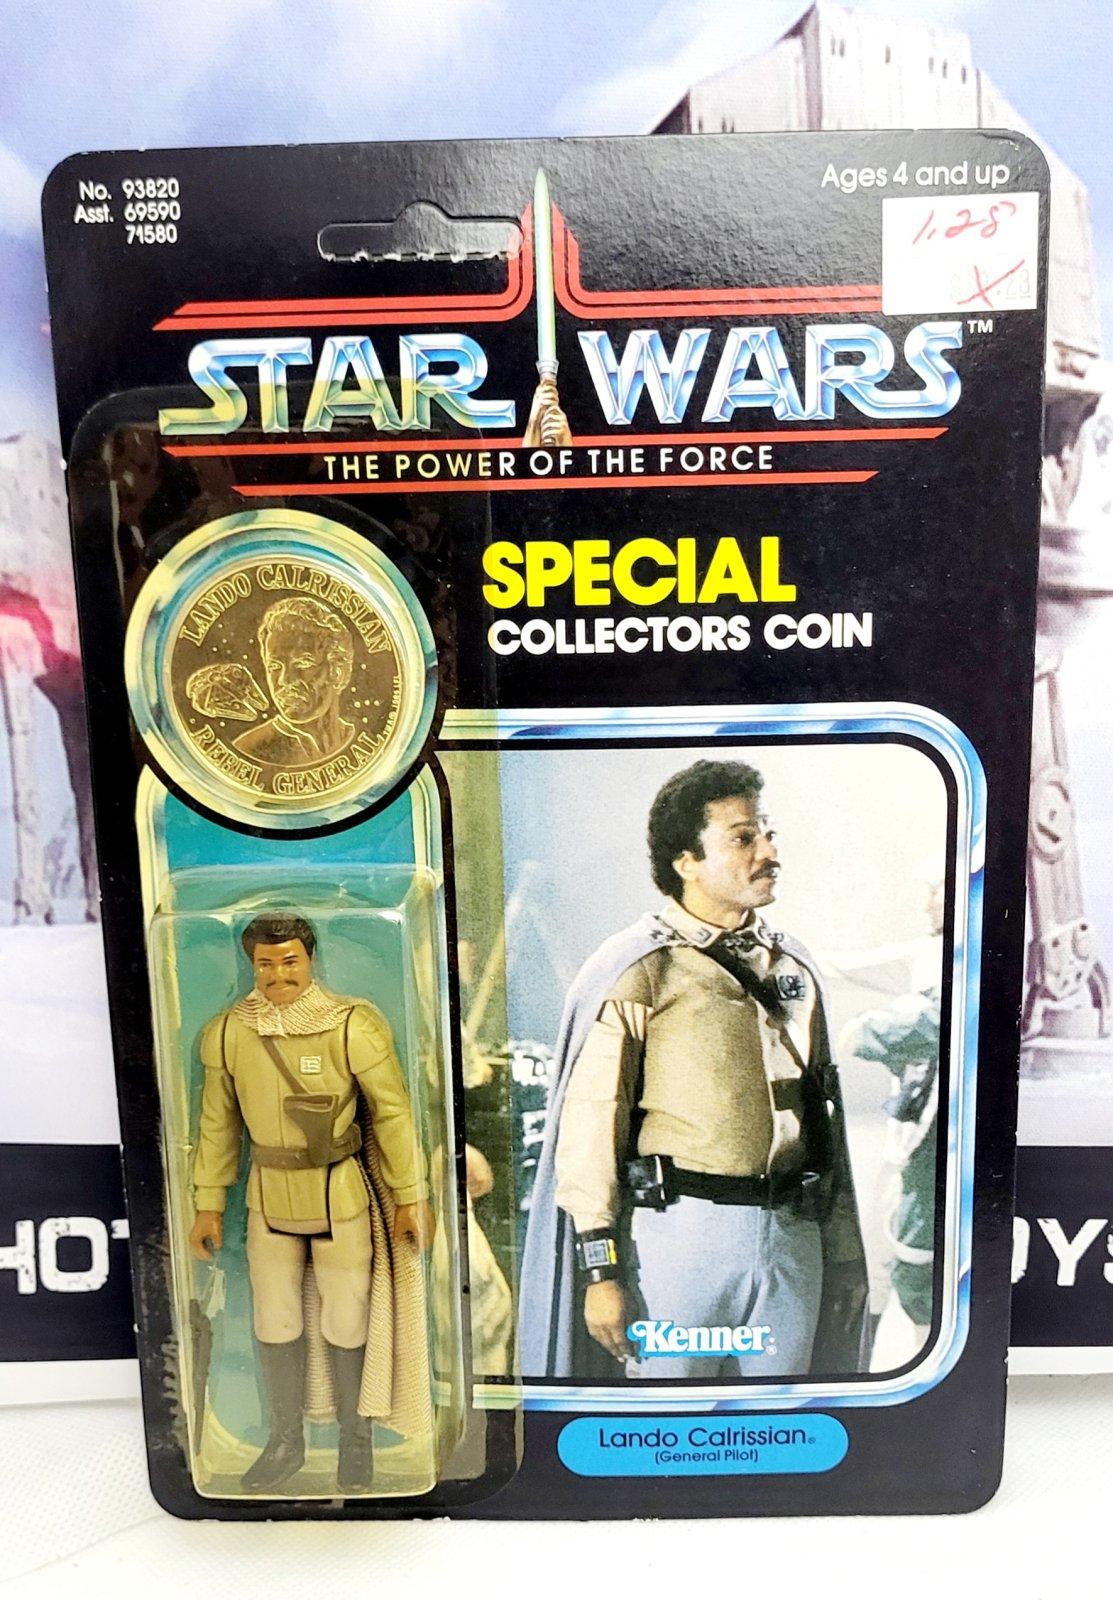 No. 93820
Asst. 69590
71580
Ages 4 and up
1.28
STAR WARS™
THE POWER OF THE FORCE
SPECIAL
COLLECTORS COIN
LANDO CALRISSIAN
REBEL GENERAL
Kenner®
Lando Calrissian®
(General Pilot)